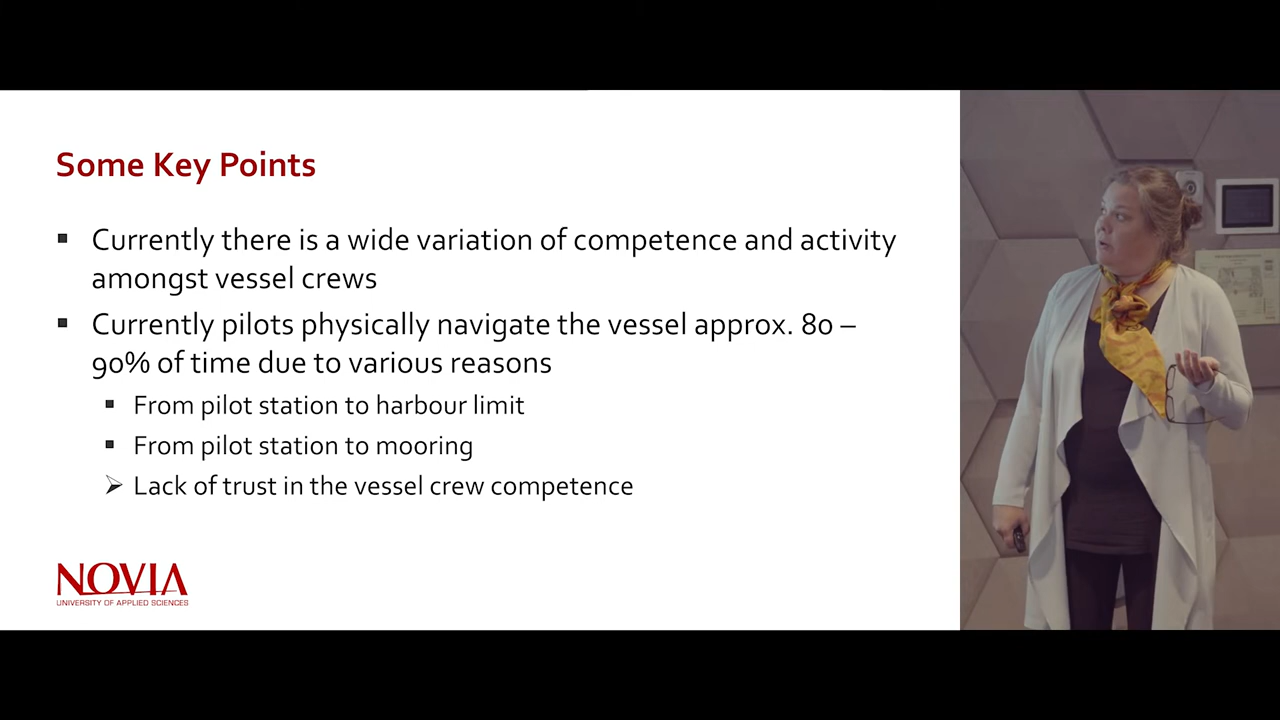 Some Key Points
Currently there is a wide variation of competence and activity
amongst vessel crews
Currently pilots physically navigate the vessel approx. 80 –
90% of time due to various reasons
From pilot station to harbour limit
From pilot station to mooring
Lack of trust in the vessel crew competence
NOVIA
UNIVERSITY OF APPLIED SCIENCES